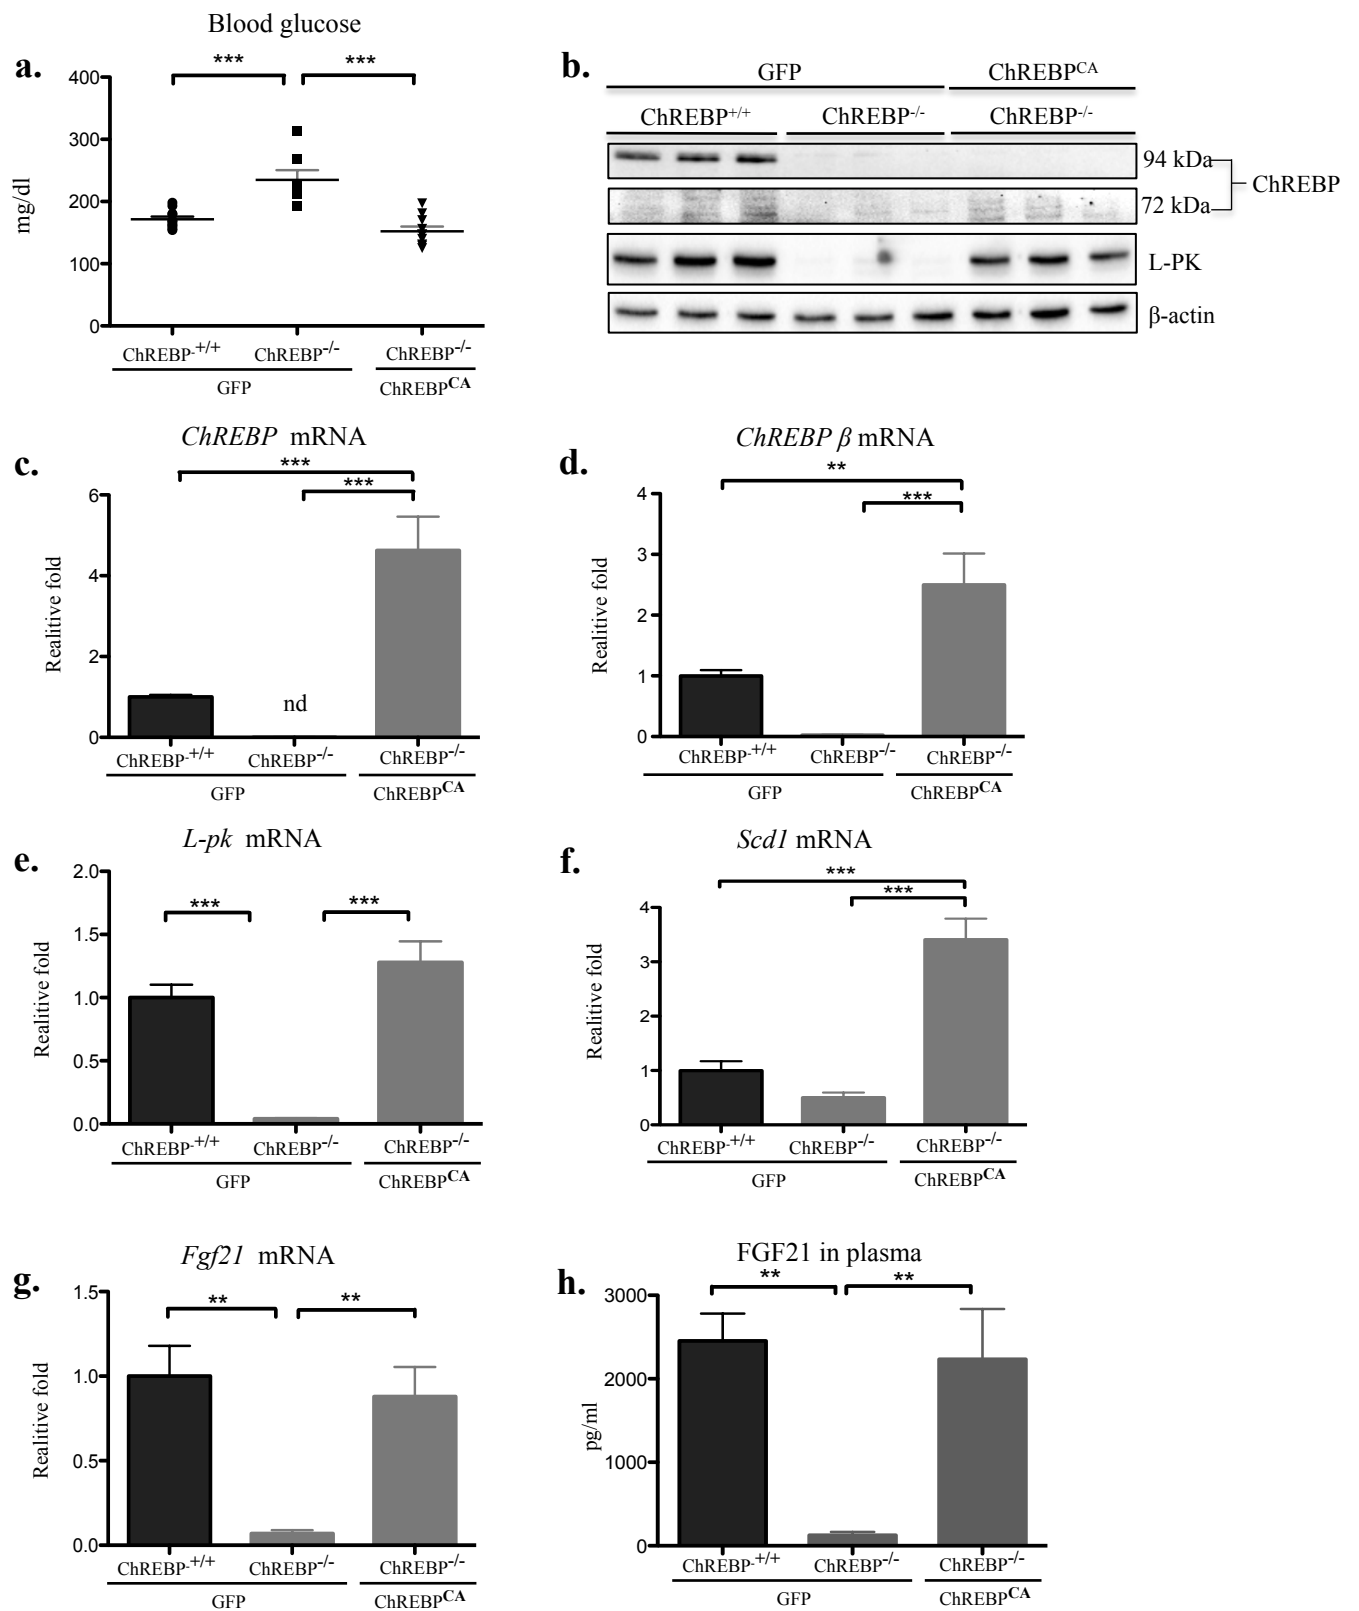 Blood glucose
a.
*** ***
400
300
200
100
0
mg/dl
ChREBP-+/+ ChREBP-/- ChREBP-/-
GFP ChREBPCA
b.
GFP ChREBPCA
ChREBP+/+ ChREBP-/- ChREBP-/-
94 kDa
ChREBP
72 kDa
L-PK
β-actin
ChREBP mRNA
c.
***
***
6
4
2
0
Realitive fold
nd
ChREBP-+/+ ChREBP-/- ChREBP-/-
GFP ChREBPCA
ChREBP β mRNA
d.
**
***
4
3
2
1
0
Realitive fold
ChREBP-+/+ ChREBP-/- ChREBP-/-
GFP ChREBPCA
L-pk mRNA
e.
*** ***
2.0
1.5
1.0
0.5
0.0
Realitive fold
ChREBP-+/+ ChREBP-/- ChREBP-/-
GFP ChREBPCA
Scd1 mRNA
f.
***
***
4
3
2
1
0
Realitive fold
ChREBP-+/+ ChREBP-/- ChREBP-/-
GFP ChREBPCA
Fgf21 mRNA
g.
** **
1.5
1.0
0.5
0.0
Realitive fold
ChREBP-+/+ ChREBP-/- ChREBP-/-
GFP ChREBPCA
FGF21 in plasma
h.
** **
3000
2000
1000
0
pg/ml
ChREBP-+/+ ChREBP-/- ChREBP-/-
GFP ChREBPCA